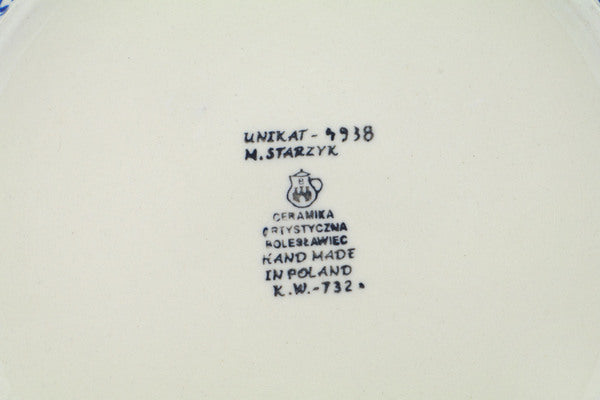 UNIKAT - 4938
M. STARZYK
B
CERAMIKA
ARTYSTYCZNA
BOLESŁAWIEC
HAND MADE
IN POLAND
K.W.-732.